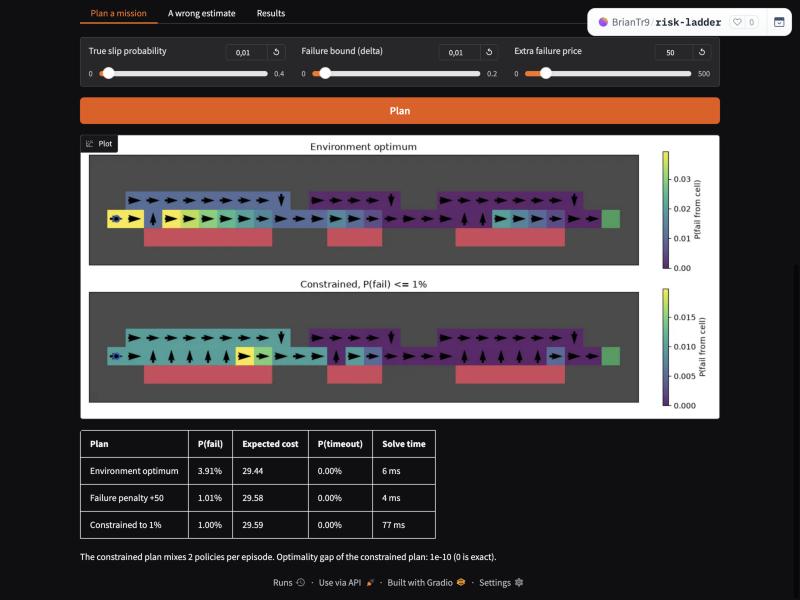 Plan a mission A wrong estimate Results
BrianTr9/risk-ladder 0
True slip probability 0,01 Failure bound (delta) 0,01 Extra failure price 50
0 0.4 0 0.2 0 500
Plan
Plot
Environment optimum
0.03
0.02
0.01
0.00
P(fail from cell)
Constrained, P(fail) <= 1%
0.015
0.010
0.005
0.000
P(fail from cell)
Plan P(fail) Expected cost P(timeout) Solve time
Environment optimum 3.91% 29.44 0.00% 6 ms
Failure penalty +50 1.01% 29.58 0.00% 4 ms
Constrained to 1% 1.00% 29.59 0.00% 77 ms
The constrained plan mixes 2 policies per episode. Optimality gap of the constrained plan: 1e-10 (0 is exact).
Runs · Use via API · Built with Gradio · Settings